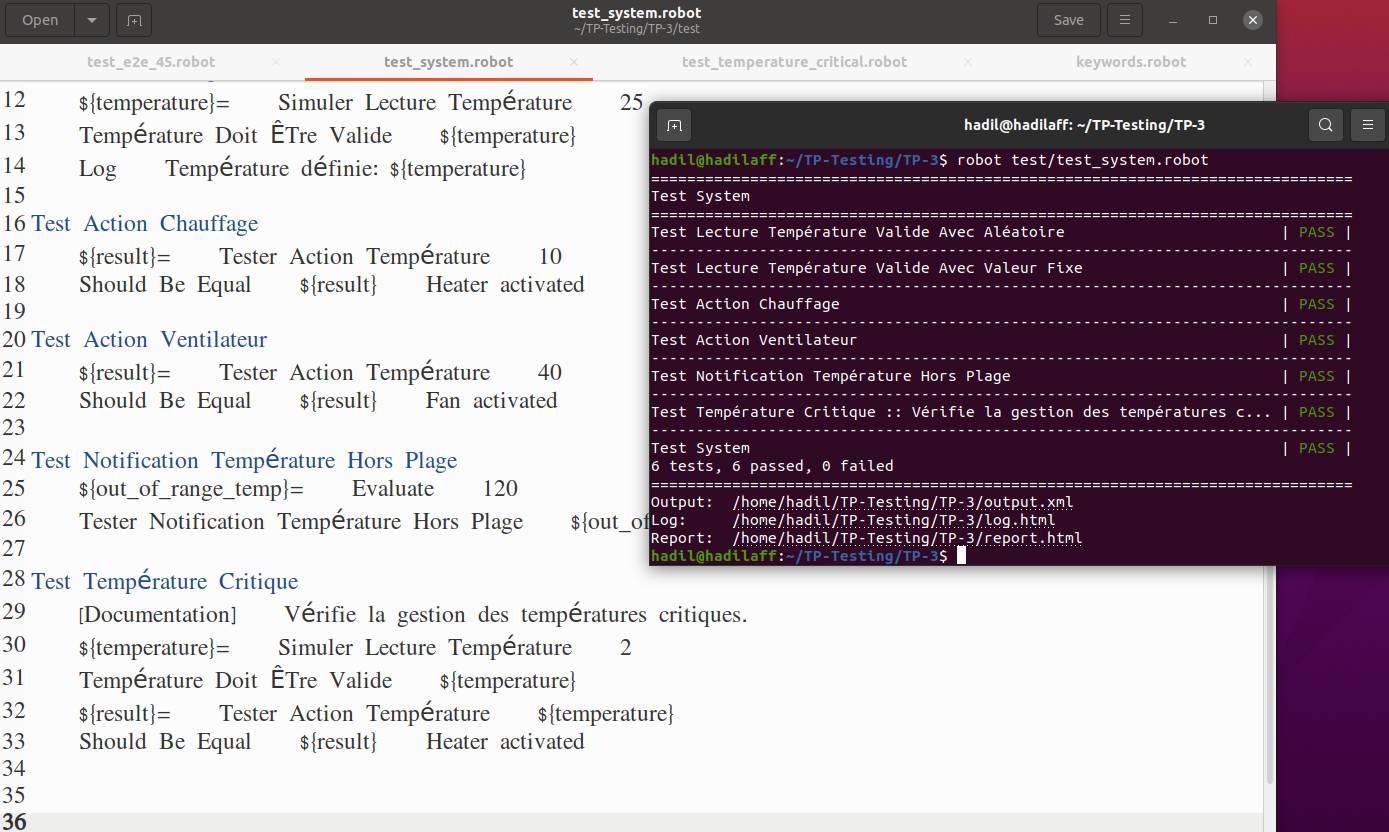 Open
test_system.robot
~/TP-Testing/TP-3/test
Save
test_e2e_45.robot
test_system.robot
test_temperature_critical.robot
keywords.robot
12 ${temperature}= Simuler Lecture Température 25
13 Température Doit ÊTre Valide ${temperature}
14 Log Température définie: ${temperature}
15
16 Test Action Chauffage
17 ${result}= Tester Action Température 10
18 Should Be Equal ${result} Heater activated
19
20 Test Action Ventilateur
21 ${result}= Tester Action Température 40
22 Should Be Equal ${result} Fan activated
23
24 Test Notification Température Hors Plage
25 ${out_of_range_temp}= Evaluate 120
26 Tester Notification Température Hors Plage ${out_of
27
28 Test Température Critique
29 [Documentation] Vérifie la gestion des températures critiques.
30 ${temperature}= Simuler Lecture Température 2
31 Température Doit ÊTre Valide ${temperature}
32 ${result}= Tester Action Température ${temperature}
33 Should Be Equal ${result} Heater activated
34
35
36
hadil@hadilaff: ~/TP-Testing/TP-3
hadil@hadilaff:~/TP-Testing/TP-3$ robot test/test_system.robot
==============================================================================
Test System
==============================================================================
Test Lecture Température Valide Avec Aléatoire | PASS |
------------------------------------------------------------------------------
Test Lecture Température Valide Avec Valeur Fixe | PASS |
------------------------------------------------------------------------------
Test Action Chauffage | PASS |
------------------------------------------------------------------------------
Test Action Ventilateur | PASS |
------------------------------------------------------------------------------
Test Notification Température Hors Plage | PASS |
------------------------------------------------------------------------------
Test Température Critique :: Vérifie la gestion des températures c... | PASS |
------------------------------------------------------------------------------
Test System | PASS |
6 tests, 6 passed, 0 failed
==============================================================================
Output: /home/hadil/TP-Testing/TP-3/output.xml
Log: /home/hadil/TP-Testing/TP-3/log.html
Report: /home/hadil/TP-Testing/TP-3/report.html
hadil@hadilaff:~/TP-Testing/TP-3$